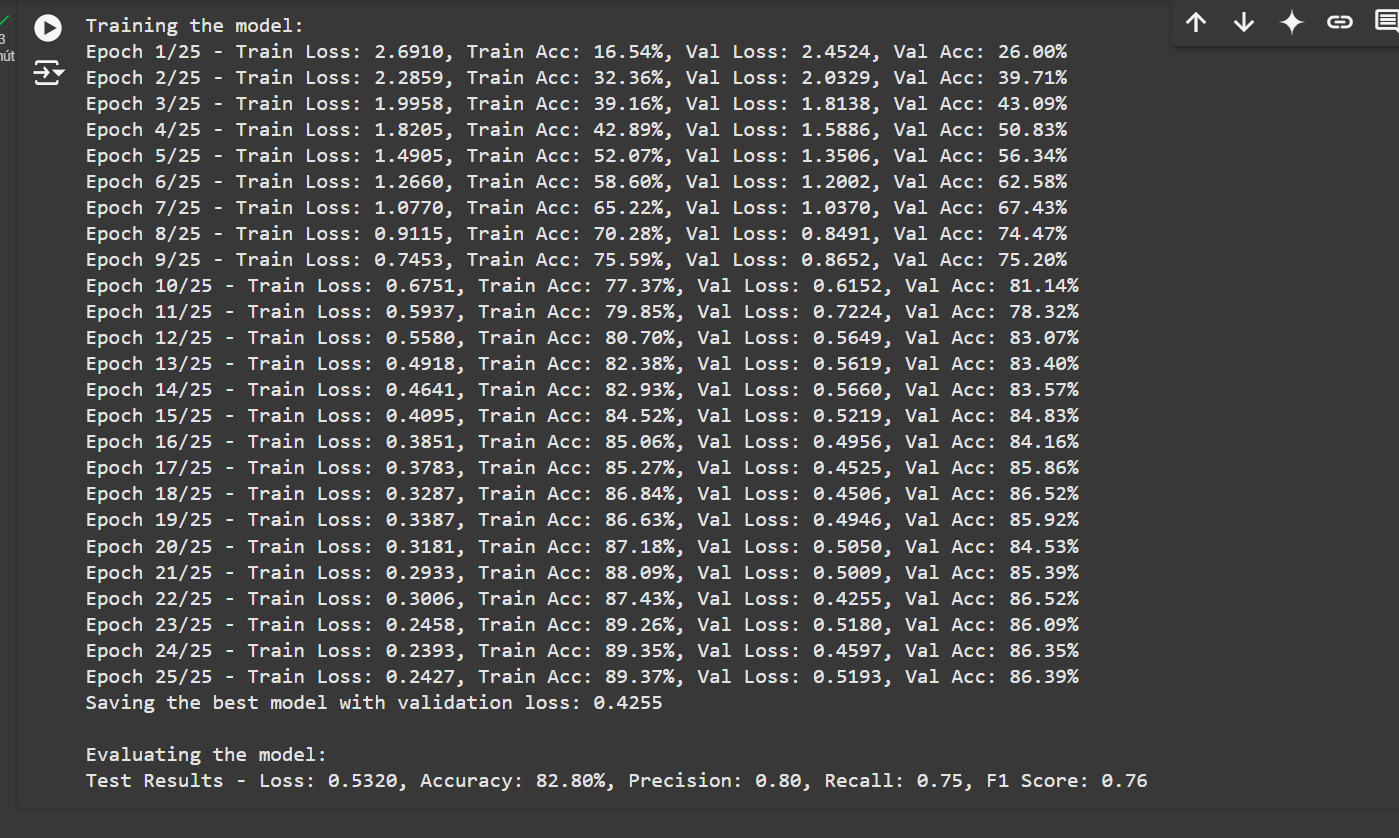 3
Training the model:
Epoch 1/25 - Train Loss: 2.6910, Train Acc: 16.54%, Val Loss: 2.4524, Val Acc: 26.00%
Epoch 2/25 - Train Loss: 2.2859, Train Acc: 32.36%, Val Loss: 2.0329, Val Acc: 39.71%
Epoch 3/25 - Train Loss: 1.9958, Train Acc: 39.16%, Val Loss: 1.8138, Val Acc: 43.09%
Epoch 4/25 - Train Loss: 1.8205, Train Acc: 42.89%, Val Loss: 1.5886, Val Acc: 50.83%
Epoch 5/25 - Train Loss: 1.4905, Train Acc: 52.07%, Val Loss: 1.3506, Val Acc: 56.34%
Epoch 6/25 - Train Loss: 1.2660, Train Acc: 58.60%, Val Loss: 1.2002, Val Acc: 62.58%
Epoch 7/25 - Train Loss: 1.0770, Train Acc: 65.22%, Val Loss: 1.0370, Val Acc: 67.43%
Epoch 8/25 - Train Loss: 0.9115, Train Acc: 70.28%, Val Loss: 0.8491, Val Acc: 74.47%
Epoch 9/25 - Train Loss: 0.7453, Train Acc: 75.59%, Val Loss: 0.8652, Val Acc: 75.20%
Epoch 10/25 - Train Loss: 0.6751, Train Acc: 77.37%, Val Loss: 0.6152, Val Acc: 81.14%
Epoch 11/25 - Train Loss: 0.5937, Train Acc: 79.85%, Val Loss: 0.7224, Val Acc: 78.32%
Epoch 12/25 - Train Loss: 0.5580, Train Acc: 80.70%, Val Loss: 0.5649, Val Acc: 83.07%
Epoch 13/25 - Train Loss: 0.4918, Train Acc: 82.38%, Val Loss: 0.5619, Val Acc: 83.40%
Epoch 14/25 - Train Loss: 0.4641, Train Acc: 82.93%, Val Loss: 0.5660, Val Acc: 83.57%
Epoch 15/25 - Train Loss: 0.4095, Train Acc: 84.52%, Val Loss: 0.5219, Val Acc: 84.83%
Epoch 16/25 - Train Loss: 0.3851, Train Acc: 85.06%, Val Loss: 0.4956, Val Acc: 84.16%
Epoch 17/25 - Train Loss: 0.3783, Train Acc: 85.27%, Val Loss: 0.4525, Val Acc: 85.86%
Epoch 18/25 - Train Loss: 0.3287, Train Acc: 86.84%, Val Loss: 0.4506, Val Acc: 86.52%
Epoch 19/25 - Train Loss: 0.3387, Train Acc: 86.63%, Val Loss: 0.4946, Val Acc: 85.92%
Epoch 20/25 - Train Loss: 0.3181, Train Acc: 87.18%, Val Loss: 0.5050, Val Acc: 84.53%
Epoch 21/25 - Train Loss: 0.2933, Train Acc: 88.09%, Val Loss: 0.5009, Val Acc: 85.39%
Epoch 22/25 - Train Loss: 0.3006, Train Acc: 87.43%, Val Loss: 0.4255, Val Acc: 86.52%
Epoch 23/25 - Train Loss: 0.2458, Train Acc: 89.26%, Val Loss: 0.5180, Val Acc: 86.09%
Epoch 24/25 - Train Loss: 0.2393, Train Acc: 89.35%, Val Loss: 0.4597, Val Acc: 86.35%
Epoch 25/25 - Train Loss: 0.2427, Train Acc: 89.37%, Val Loss: 0.5193, Val Acc: 86.39%
Saving the best model with validation loss: 0.4255
Evaluating the model:
Test Results - Loss: 0.5320, Accuracy: 82.80%, Precision: 0.80, Recall: 0.75, F1 Score: 0.76